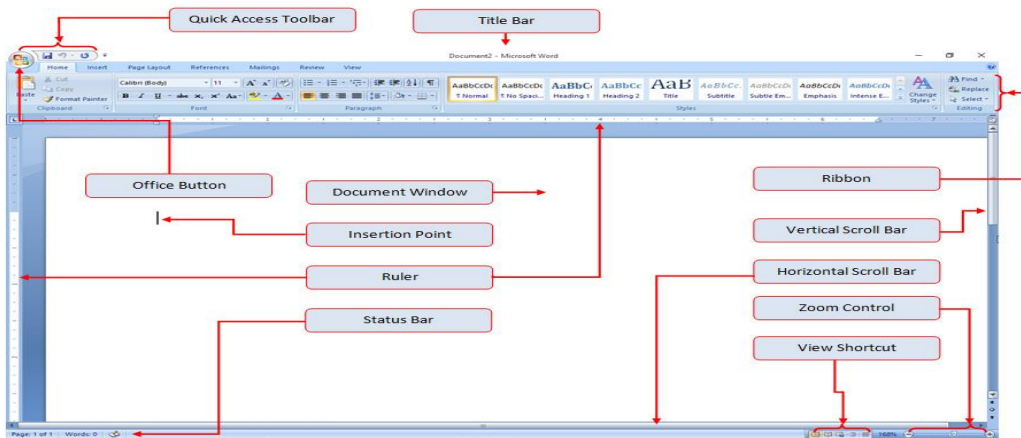 Quick Access Toolbar
Title Bar
Document2 - Microsoft Word
Home Insert Page Layout References Mailings Review View
Cut
Copy
Format Painter
Paste
Clipboard
Calibri (Body) 11
Font
Paragraph
AaBbCcDc AaBbCcDc AaBbC AaBbCc AaB AaBbCc. AaBbCcDc AaBbCcDc AaBbCcDc
¶ Normal ¶ No Spaci... Heading 1 Heading 2 Title Subtitle Subtle Em... Emphasis Intense E...
Change Styles
Styles
Find
Replace
Select
Editing
Office Button
Document Window
Ribbon
Insertion Point
Vertical Scroll Bar
Ruler
Horizontal Scroll Bar
Zoom Control
Status Bar
View Shortcut
Page: 1 of 1 Words: 0
168%